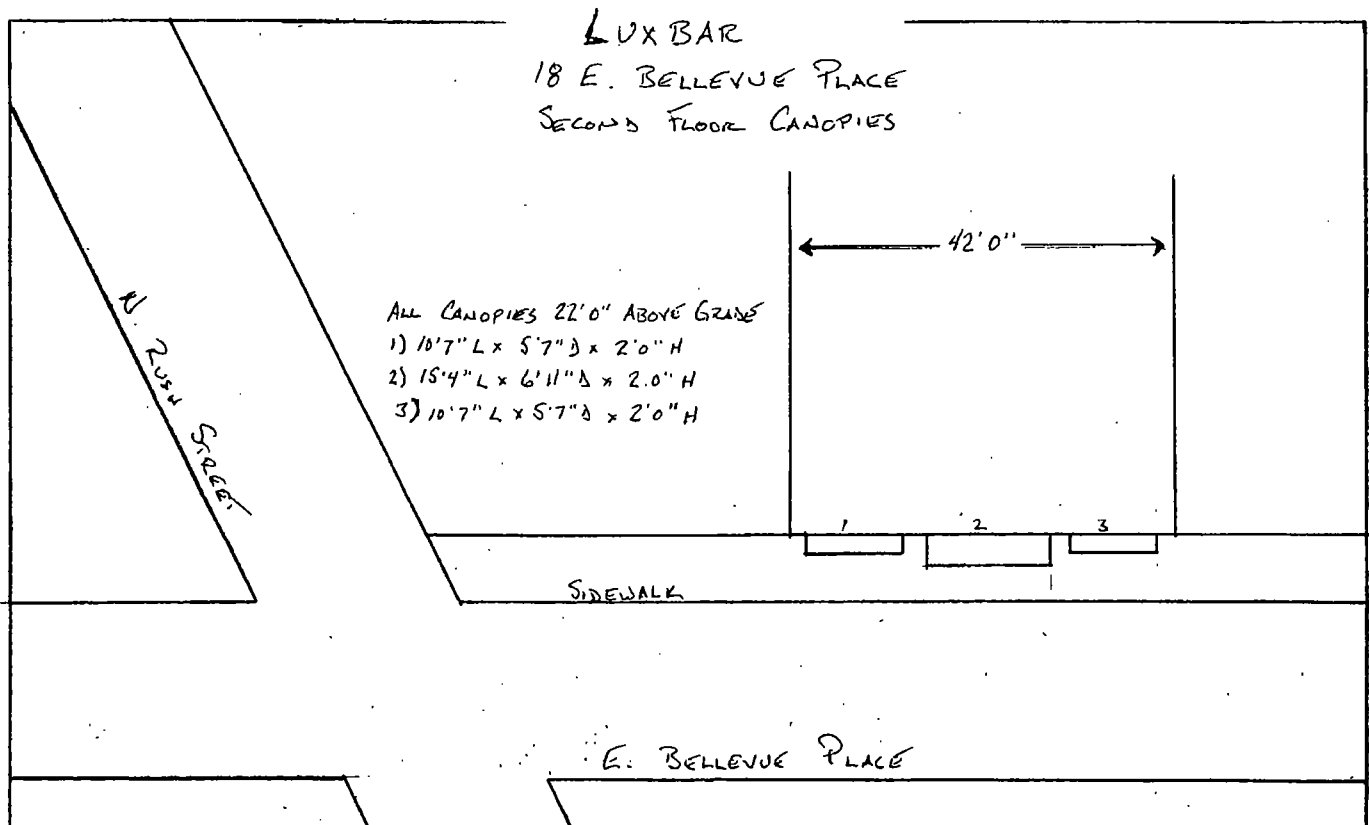 LUXBAR
18 E. BELLEVUE PLACE
SECOND FLOOR CANOPIES
42'0"
N. RUSH STREET
ALL CANOPIES 22'0" ABOVE GRADE
1) 10'7" L x 5'7" D x 2'0" H
2) 15'4" L x 6'11" D x 2.0" H
3) 10'7" L x 5'7" D x 2'0" H
1 2 3
SIDEWALK
E. BELLEVUE PLACE